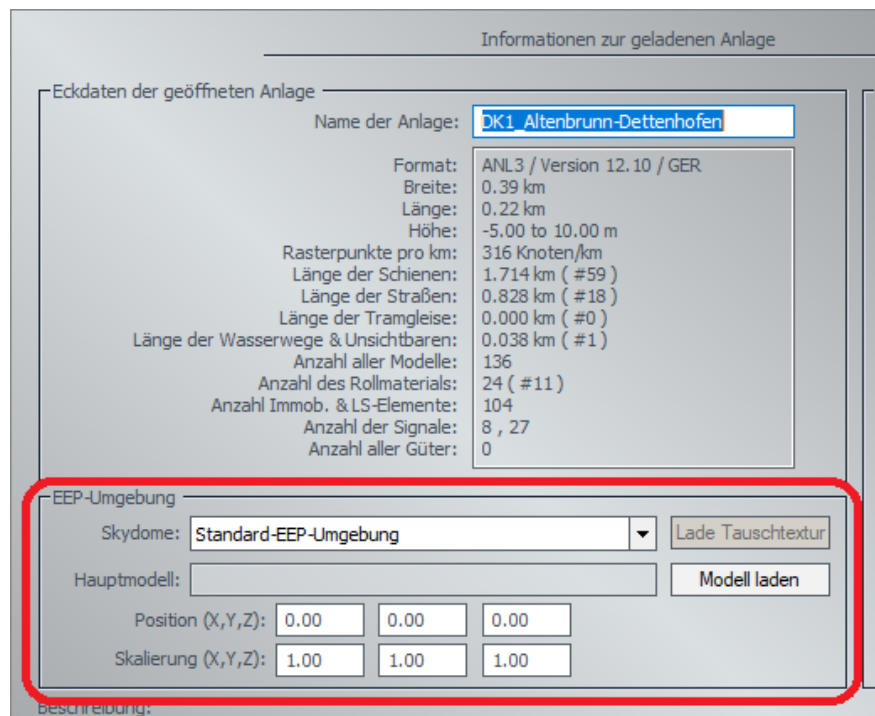 Informationen zur geladenen Anlage
Eckdaten der geöffneten Anlage
Name der Anlage: DK1_Altenbrunn-Dettenhofen
Format: ANL3 / Version 12.10 / GER
Breite: 0.39 km
Länge: 0.22 km
Höhe: -5.00 to 10.00 m
Rasterpunkte pro km: 316 Knoten/km
Länge der Schienen: 1.714 km ( #59 )
Länge der Straßen: 0.828 km ( #18 )
Länge der Tramgleise: 0.000 km ( #0 )
Länge der Wasserwege & Unsichtbaren: 0.038 km ( #1 )
Anzahl aller Modelle: 136
Anzahl des Rollmaterials: 24 ( #11 )
Anzahl Immob. & LS-Elemente: 104
Anzahl der Signale: 8 , 27
Anzahl aller Güter: 0
EEP-Umgebung
Skydome: Standard-EEP-Umgebung Lade Tauschtextur
Hauptmodell: Modell laden
Position (X,Y,Z): 0.00 0.00 0.00
Skalierung (X,Y,Z): 1.00 1.00 1.00
Beschreibung: